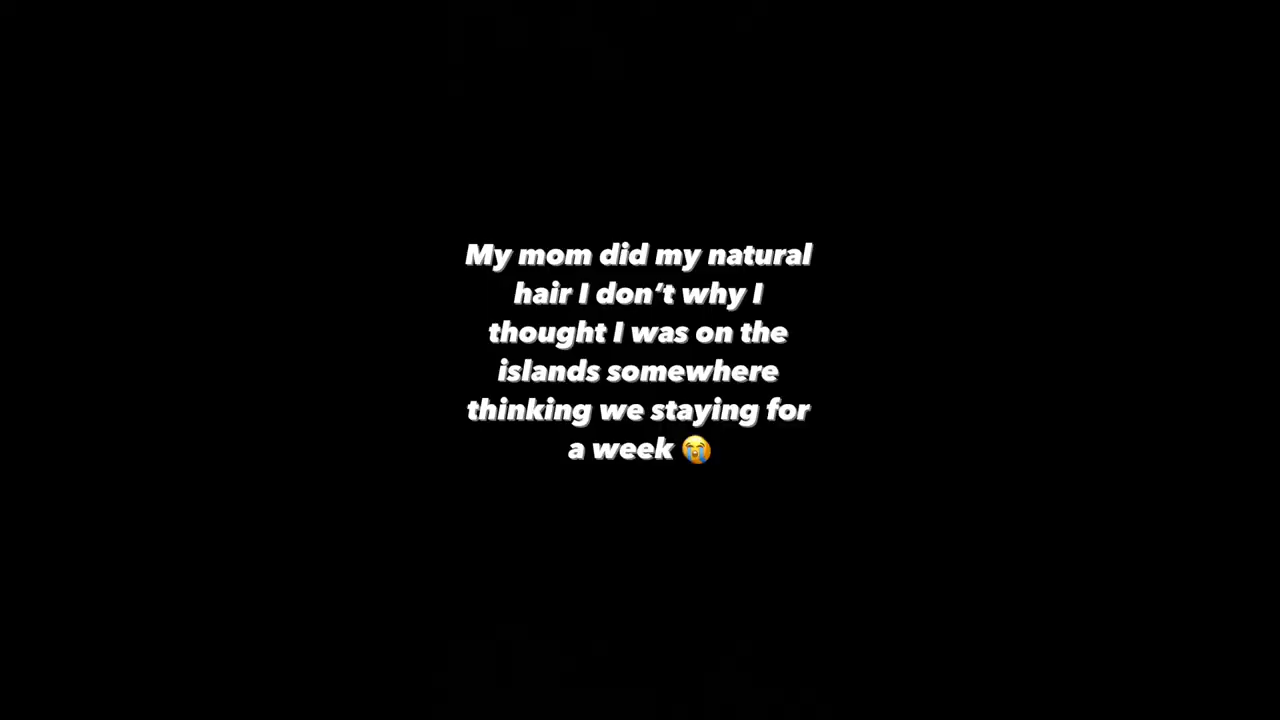 My mom did my natural
hair I don’t why I
thought I was on the
islands somewhere
thinking we staying for
a week 😭